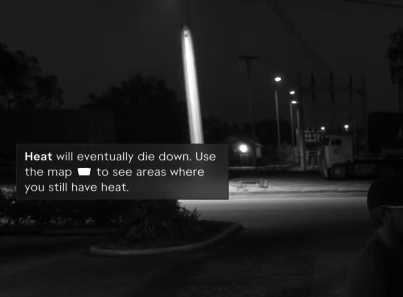 Heat will eventually die down. Use
the map to see areas where
you still have heat.